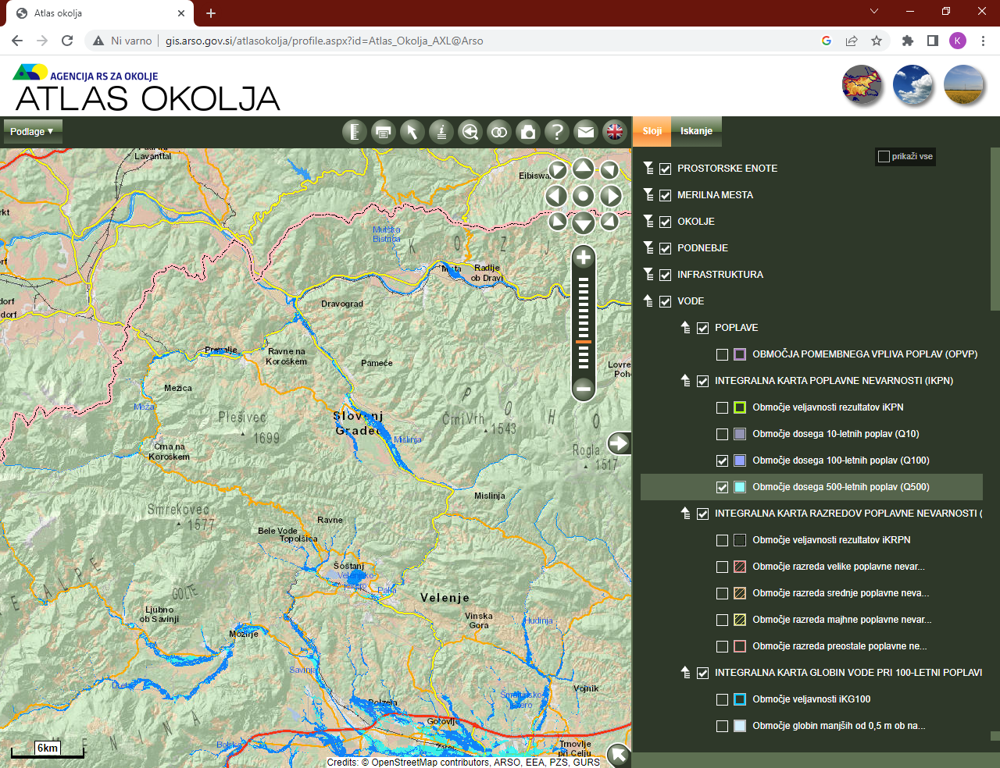 Atlas okolja
Ni varno
gis.arso.gov.si/atlasokolja/profile.aspx?id=Atlas_Okolja_AXL@Arso
K
AGENCIJA RS ZA OKOLJE
ATLAS OKOLJA
Podlage ▼
Sloji
Iskanje
prikaži vse
PROSTORSKE ENOTE
MERILNA MESTA
OKOLJE
PODNEBJE
INFRASTRUKTURA
VODE
POPLAVE
OBMOČJA POMEMBNEGA VPLIVA POPLAV (OPVP)
INTEGRALNA KARTA POPLAVNE NEVARNOSTI (IKPN)
Območje veljavnosti rezultatov iKPN
Območje dosega 10-letnih poplav (Q10)
Območje dosega 100-letnih poplav (Q100)
Območje dosega 500-letnih poplav (Q500)
INTEGRALNA KARTA RAZREDOV POPLAVNE NEVARNOSTI (
Območje veljavnosti rezultatov iKRPN
Območje razreda velike poplavne nevar...
Območje razreda srednje poplavne neva...
Območje razreda majhne poplavne nevar...
Območje razreda preostale poplavne ne...
INTEGRALNA KARTA GLOBIN VODE PRI 100-LETNI POPLAVI
Območje veljavnosti iKG100
Območje globin manjših od 0,5 m ob na...
Lavanttal
Eibiswa
Mutska
Bistrica
K O Z J
Muta
Radlje
ob Dravi
Dravograd
Prevalje
Ravne na
Koroškem
Pameče
Lovre
Poh
Mežica
Meža
Plešivec
1699
Slovenj
Gradec
Črni Vrh
1543
P O H O
Mislinja
Rogla
1517
Črna na
Koroškem
Mislinja
Smrekovec
1577
Ravne
Bele Vode
Topolšica
Šoštanj
Velenjsko
jezero
Paka
Velenje
GOLTE
Ljubno
ob Savinji
Mozirje
Vinska
Gora
Hudinja
Savinja
Dreta
Šmartinsko
jezero
Vojnik
Polzela
Gotovlje
Bolska
Žalec
Trnovlje
pri Celju
6km
Credits: © OpenStreetMap contributors, ARSO, EEA, PZS, GURS